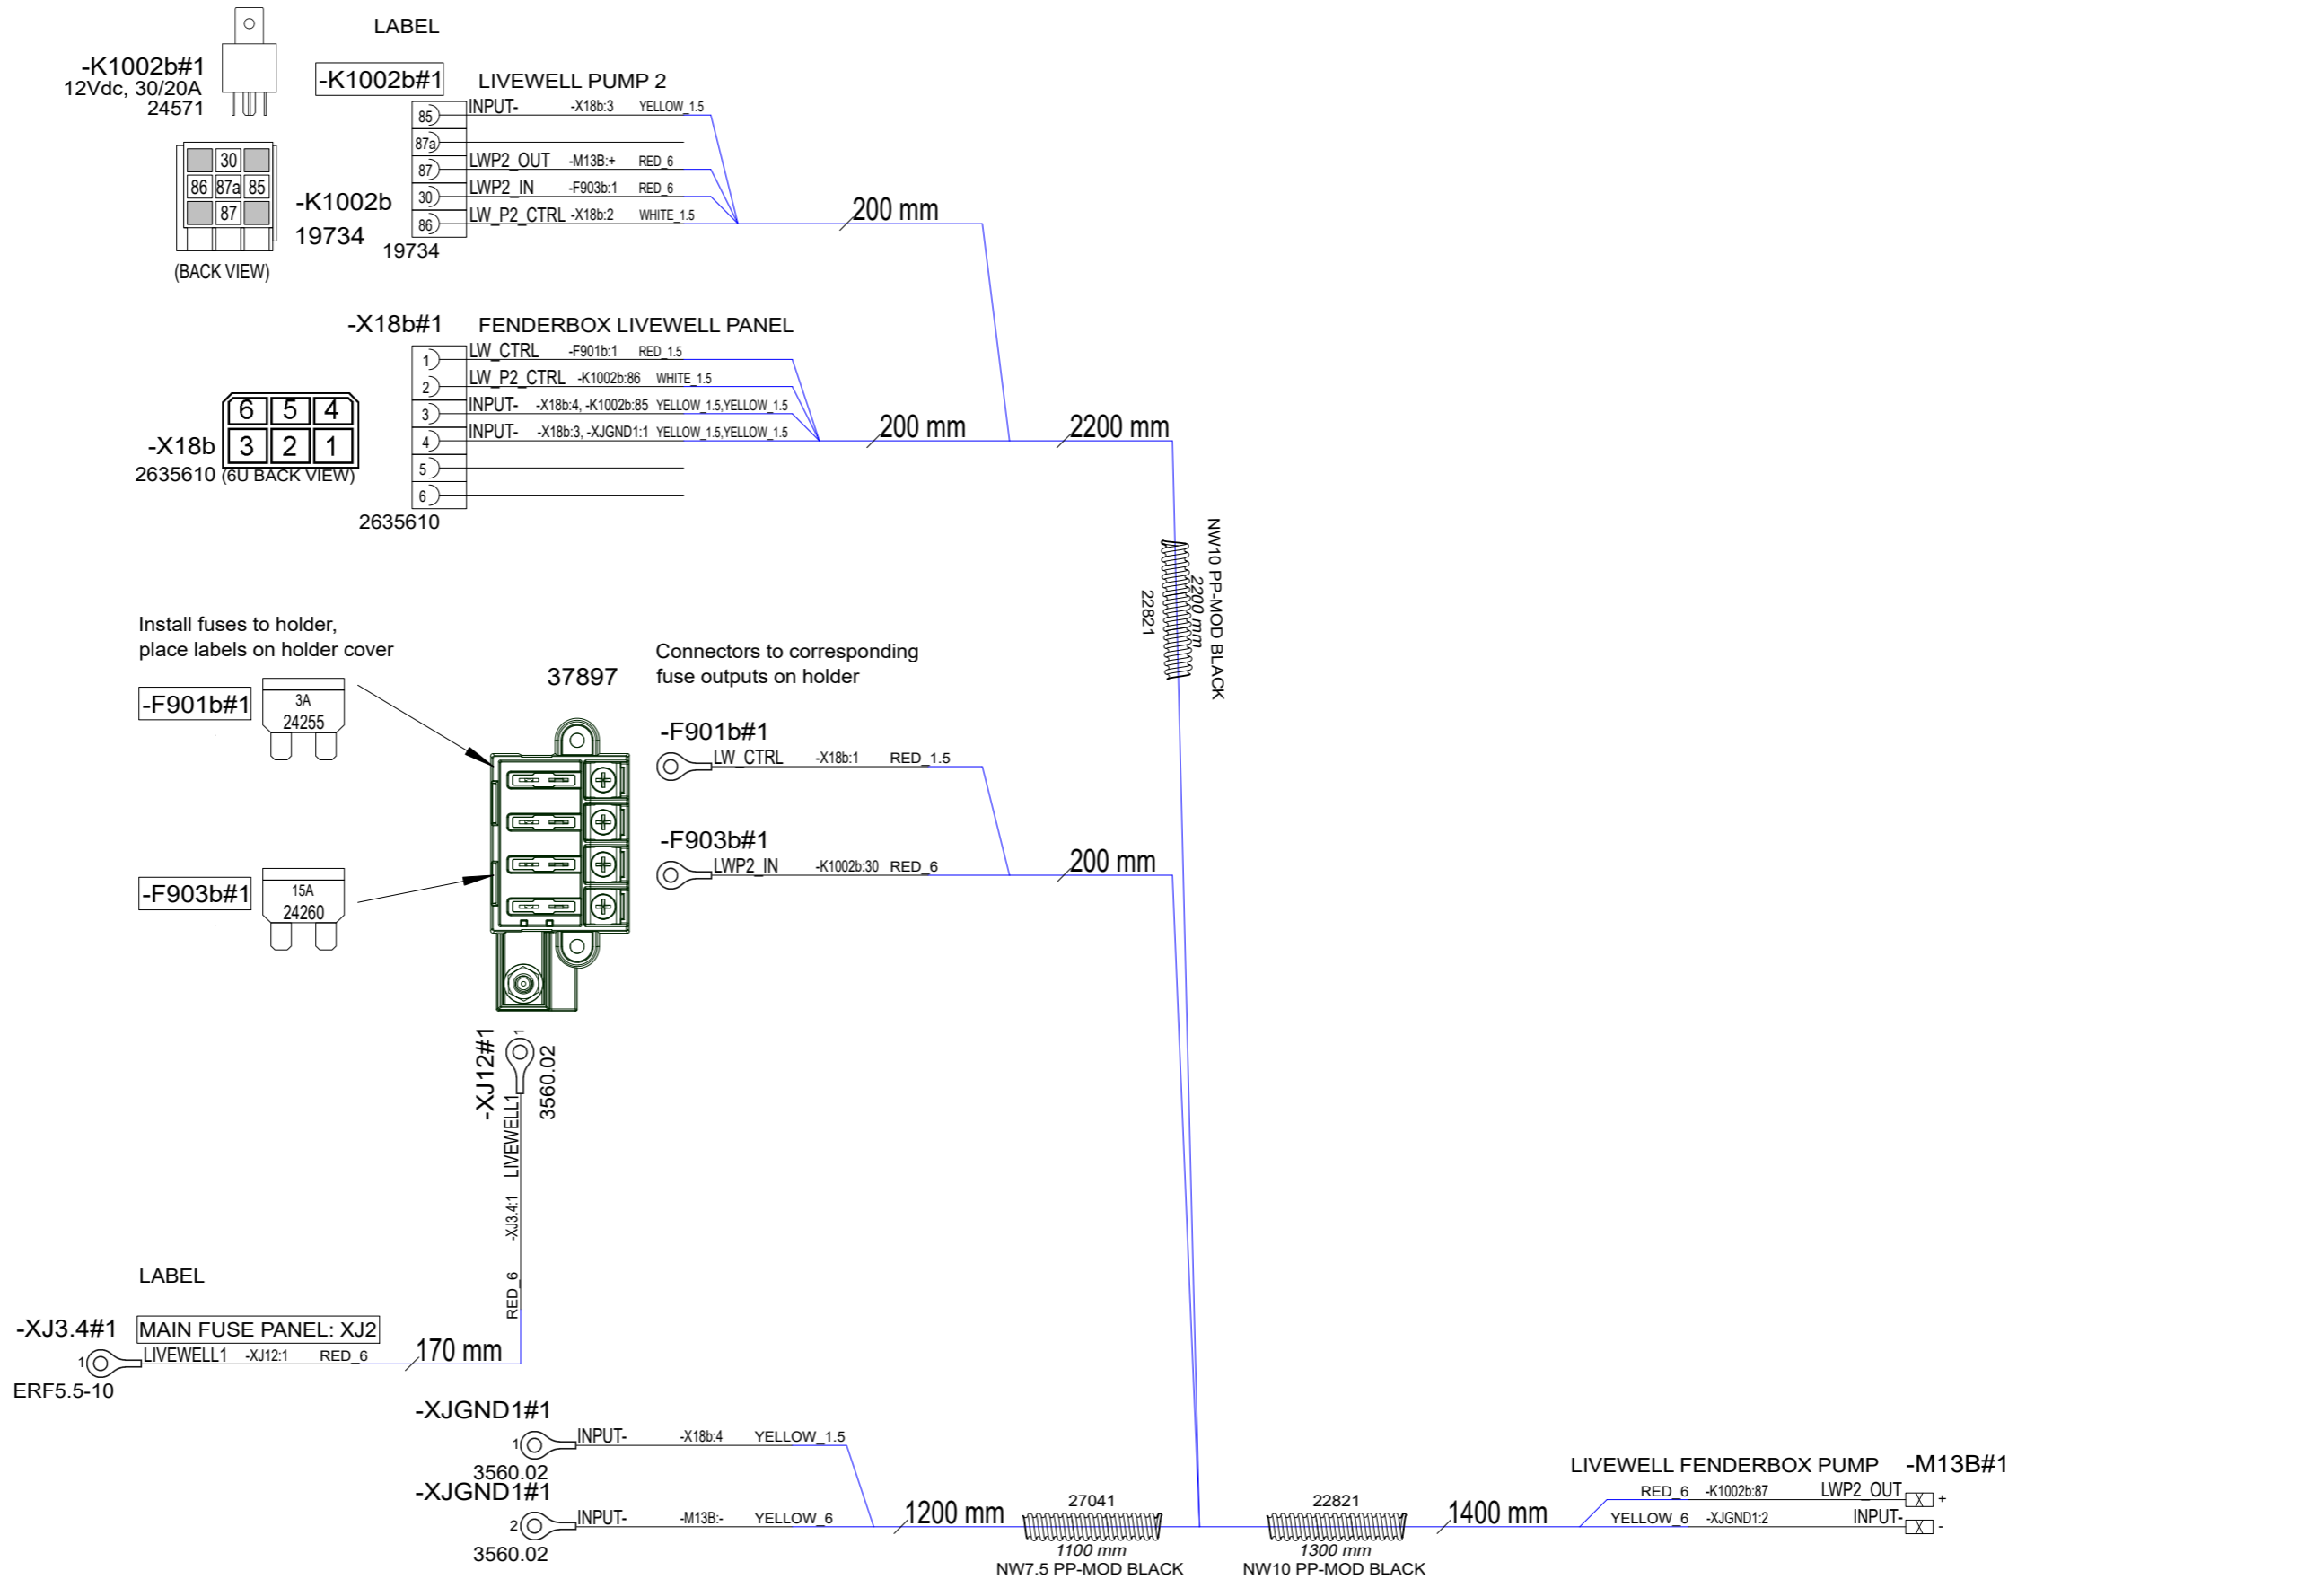 LABEL
-K1002b#1
12Vdc, 30/20A
24571
-K1002b#1 LIVEWELL PUMP 2
85 INPUT- -X18b:3 YELLOW_1.5
87a
87 LWP2_OUT -M13B:+ RED_6
30 LWP2_IN -F903b:1 RED_6
86 LW_P2_CTRL -X18b:2 WHITE_1.5
19734
200 mm
30
86 87a 85
87
-K1002b
19734
(BACK VIEW)
-X18b#1 FENDERBOX LIVEWELL PANEL
1 LW_CTRL -F901b:1 RED_1.5
2 LW_P2_CTRL -K1002b:86 WHITE_1.5
3 INPUT- -X18b:4, -K1002b:85 YELLOW_1.5,YELLOW_1.5
4 INPUT- -X18b:3, -XJGND1:1 YELLOW_1.5,YELLOW_1.5
5
6
2635610
200 mm
2200 mm
6 5 4
3 2 1
-X18b
2635610 (6U BACK VIEW)
NW10 PP-MOD BLACK
2200 mm
22821
Install fuses to holder,
place labels on holder cover
-F901b#1
3A
24255
-F903b#1
15A
24260
37897
Connectors to corresponding
fuse outputs on holder
-F901b#1
LW_CTRL -X18b:1 RED_1.5
-F903b#1
LWP2_IN -K1002b:30 RED_6
200 mm
-XJ12#1
1
3560.02
LIVEWELL1 -XJ3.4:1 RED_6
LABEL
-XJ3.4#1 MAIN FUSE PANEL: XJ2
1 LIVEWELL1 -XJ12:1 RED_6
170 mm
ERF5.5-10
-XJGND1#1
1 INPUT- -X18b:4 YELLOW_1.5
3560.02
-XJGND1#1
2 INPUT- -M13B:- YELLOW_6
3560.02
1200 mm
27041
1100 mm
NW7.5 PP-MOD BLACK
22821
1300 mm
NW10 PP-MOD BLACK
1400 mm
LIVEWELL FENDERBOX PUMP -M13B#1
RED_6 -K1002b:87 LWP2_OUT +
YELLOW_6 -XJGND1:2 INPUT- -